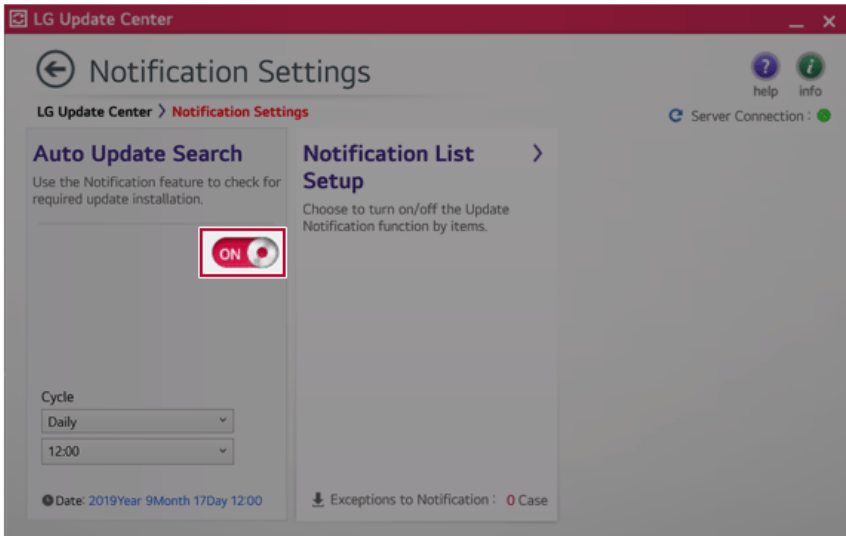 LG Update Center
Notification Settings
help
info
LG Update Center > Notification Settings
Server Connection :
Auto Update Search
Use the Notification feature to check for
required update installation.
ON
Cycle
Daily
12:00
Date: 2019Year 9Month 17Day 12:00
Notification List
Setup
Choose to turn on/off the Update
Notification function by items.
Exceptions to Notification : 0 Case